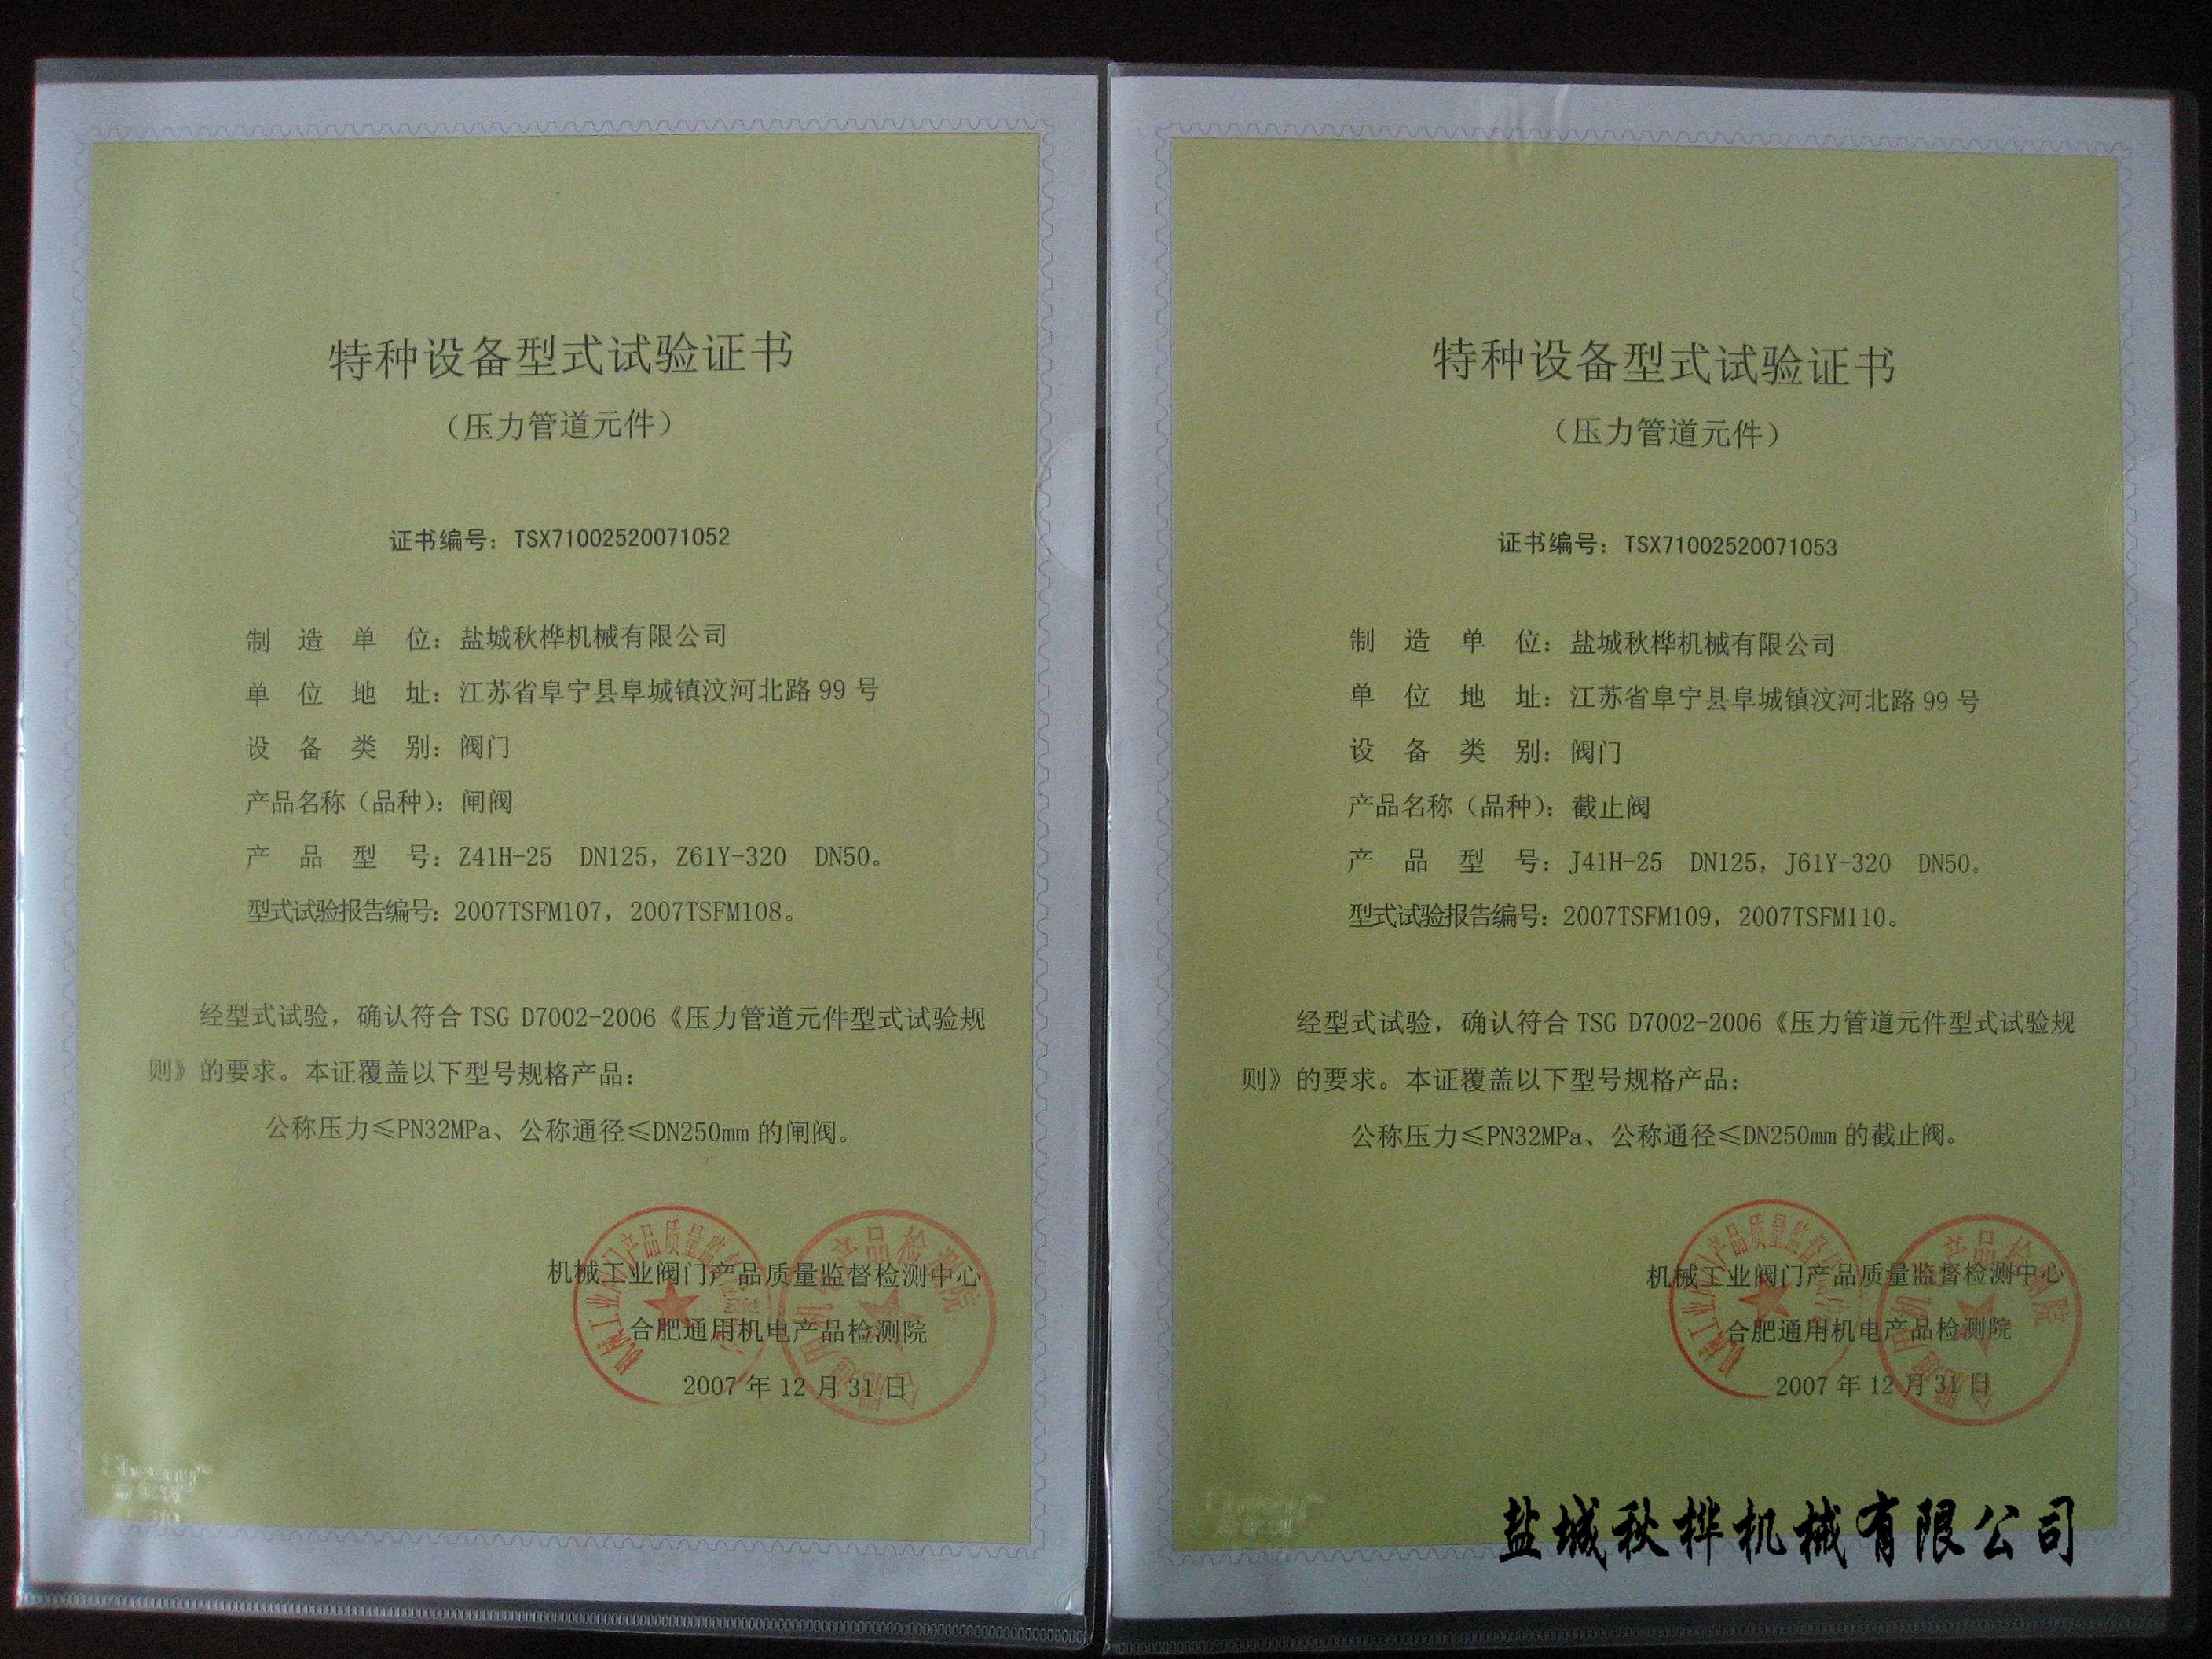 特种设备型式试验证书
（压力管道元件）
证书编号：TSX71002520071052
制造单位：盐城秋桦机械有限公司
单位地址：江苏省阜宁县阜城镇汶河北路99号
设备类别：阀门
产品名称（品种）：闸阀
产品型号：Z41H-25 DN125，Z61Y-320 DN50。
型式试验报告编号：2007TSFM107，2007TSFM108。
经型式试验，确认符合TSG D7002-2006《压力管道元件型式试验规
则》的要求。本证覆盖以下型号规格产品：
公称压力≤PN32MPa、公称通径≤DN250mm的闸阀。
机械工业阀门产品质量监督检测中心
合肥通用机电产品检测院
2007年12月31日
特种设备型式试验证书
（压力管道元件）
证书编号：TSX71002520071053
制造单位：盐城秋桦机械有限公司
单位地址：江苏省阜宁县阜城镇汶河北路99号
设备类别：阀门
产品名称（品种）：截止阀
产品型号：J41H-25 DN125，J61Y-320 DN50。
型式试验报告编号：2007TSFM109，2007TSFM110。
经型式试验，确认符合TSG D7002-2006《压力管道元件型式试验规
则》的要求。本证覆盖以下型号规格产品：
公称压力≤PN32MPa、公称通径≤DN250mm的截止阀。
机械工业阀门产品质量监督检测中心
合肥通用机电产品检测院
2007年12月31日
盐城秋桦机械有限公司